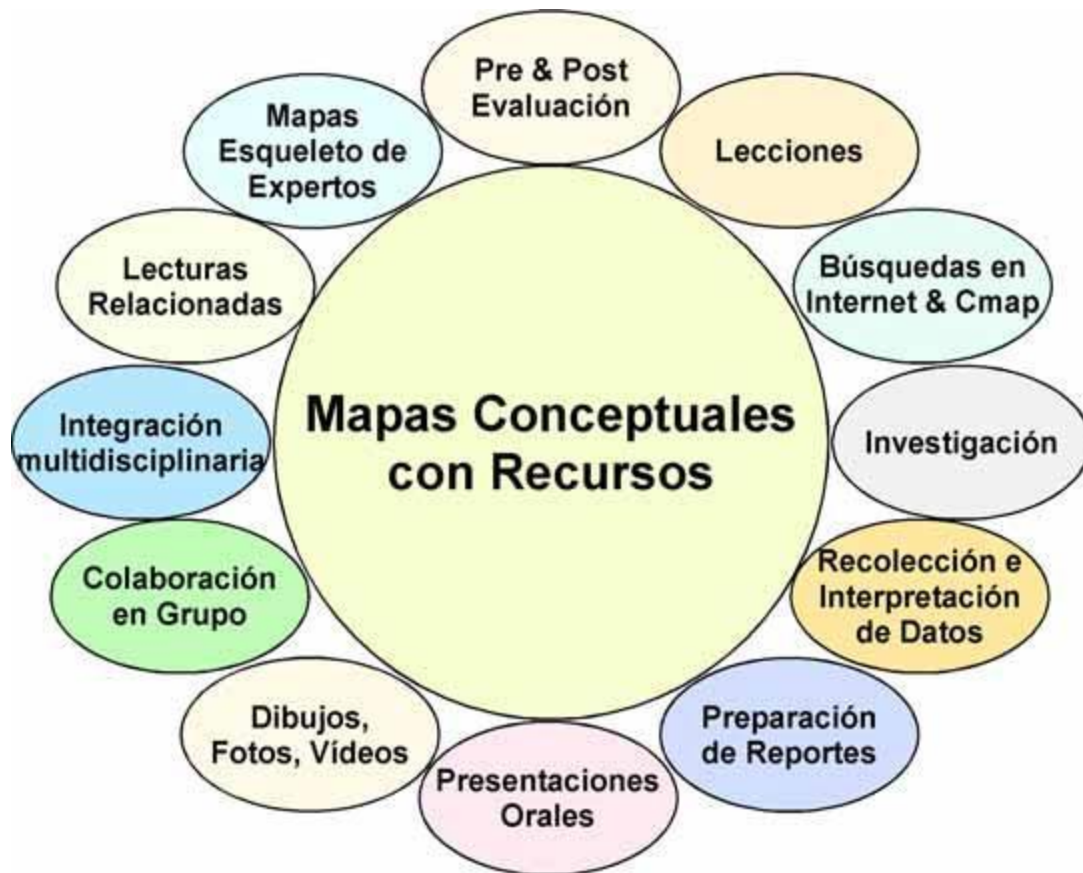 Pre & Post
Evaluación
Lecciones
Búsquedas en
Internet & Cmap
Investigación
Recolección e
Interpretación
de Datos
Preparación
de Reportes
Presentaciones
Orales
Dibujos,
Fotos, Vídeos
Colaboración
en Grupo
Integración
multidisciplinaria
Lecturas
Relacionadas
Mapas
Esqueleto de
Expertos
Mapas Conceptuales
con Recursos